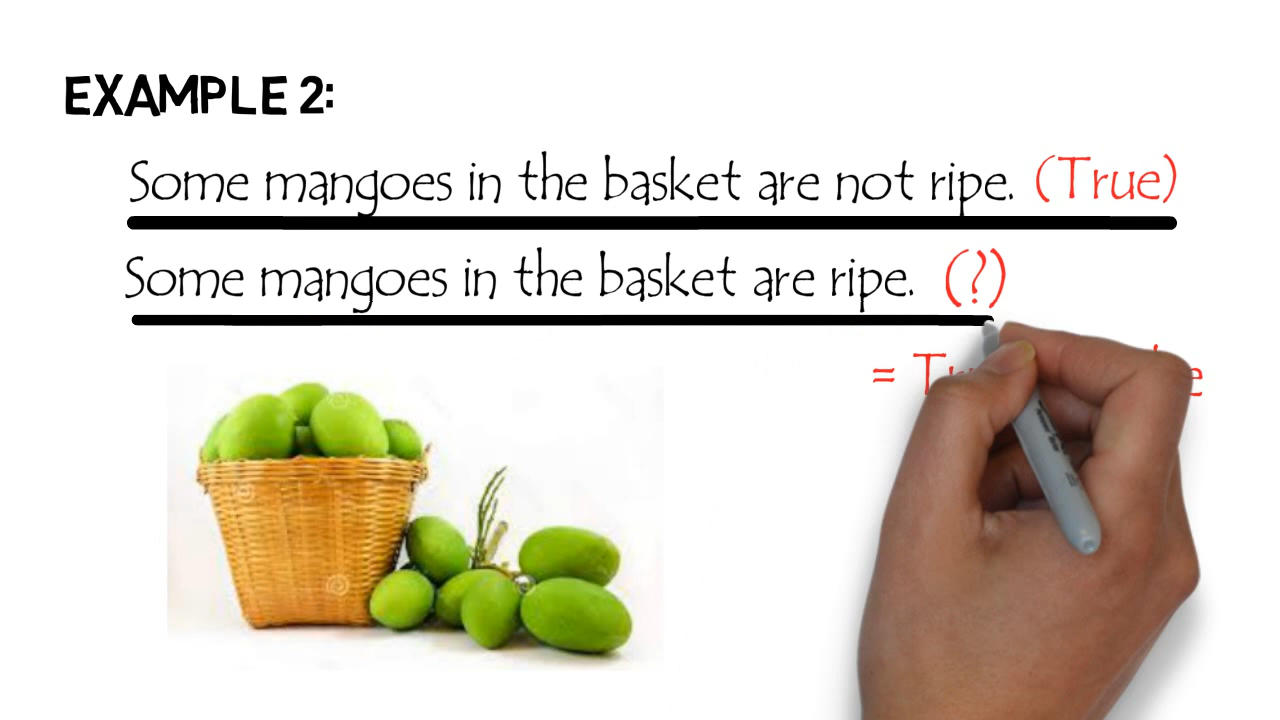 EXAMPLE 2:
Some mangoes in the basket are not ripe. (True)
Some mangoes in the basket are ripe. (?)
=